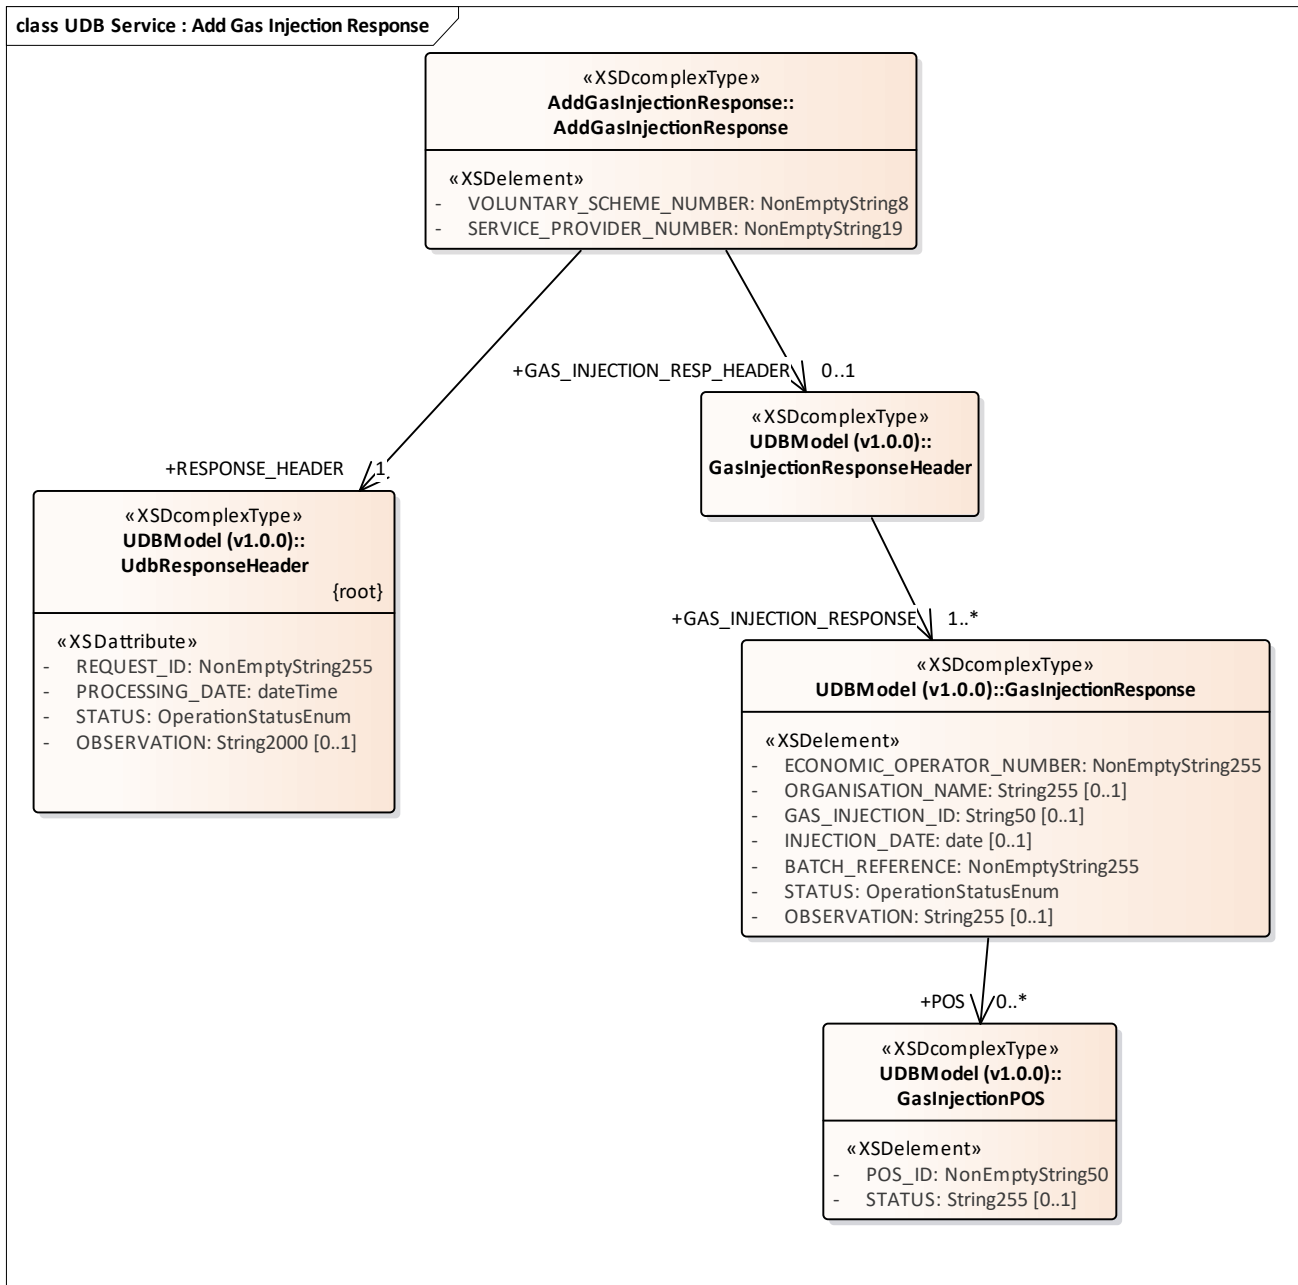 class UDB Service : Add Gas Injection Response
«XSDcomplexType»
AddGasInjectionResponse::
AddGasInjectionResponse
«XSDelement»
- VOLUNTARY_SCHEME_NUMBER: NonEmptyString8
- SERVICE_PROVIDER_NUMBER: NonEmptyString19
+GAS_INJECTION_RESP_HEADER 0..1
«XSDcomplexType»
UDBModel (v1.0.0)::
GasInjectionResponseHeader
+RESPONSE_HEADER 1
«XSDcomplexType»
UDBModel (v1.0.0)::
UdbResponseHeader
{root}
«XSDattribute»
- REQUEST_ID: NonEmptyString255
- PROCESSING_DATE: dateTime
- STATUS: OperationStatusEnum
- OBSERVATION: String2000 [0..1]
+GAS_INJECTION_RESPONSE 1..*
«XSDcomplexType»
UDBModel (v1.0.0)::GasInjectionResponse
«XSDelement»
- ECONOMIC_OPERATOR_NUMBER: NonEmptyString255
- ORGANISATION_NAME: String255 [0..1]
- GAS_INJECTION_ID: String50 [0..1]
- INJECTION_DATE: date [0..1]
- BATCH_REFERENCE: NonEmptyString255
- STATUS: OperationStatusEnum
- OBSERVATION: String255 [0..1]
+POS 0..*
«XSDcomplexType»
UDBModel (v1.0.0)::
GasInjectionPOS
«XSDelement»
- POS_ID: NonEmptyString50
- STATUS: String255 [0..1]